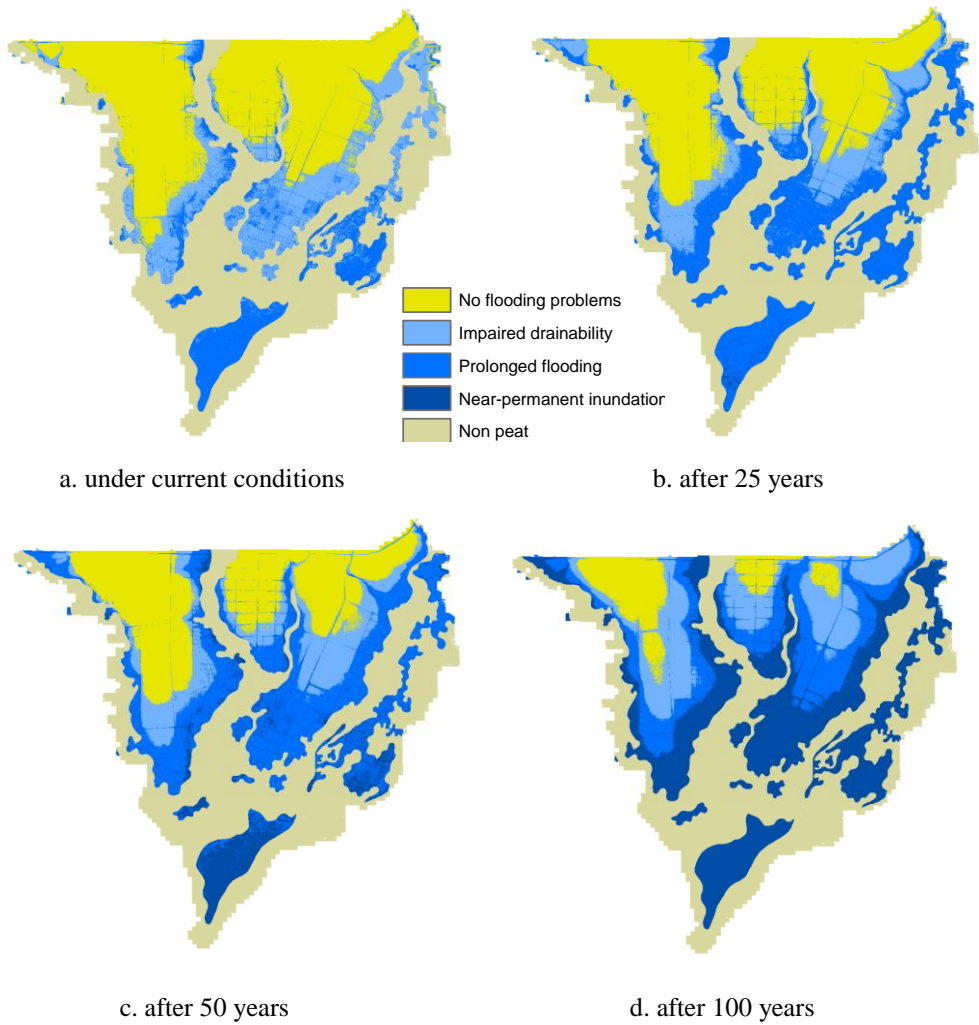 No flooding problems
Impaired drainability
Prolonged flooding
Near-permanent inundation
Non peat
a. under current conditions
b. after 25 years
c. after 50 years
d. after 100 years